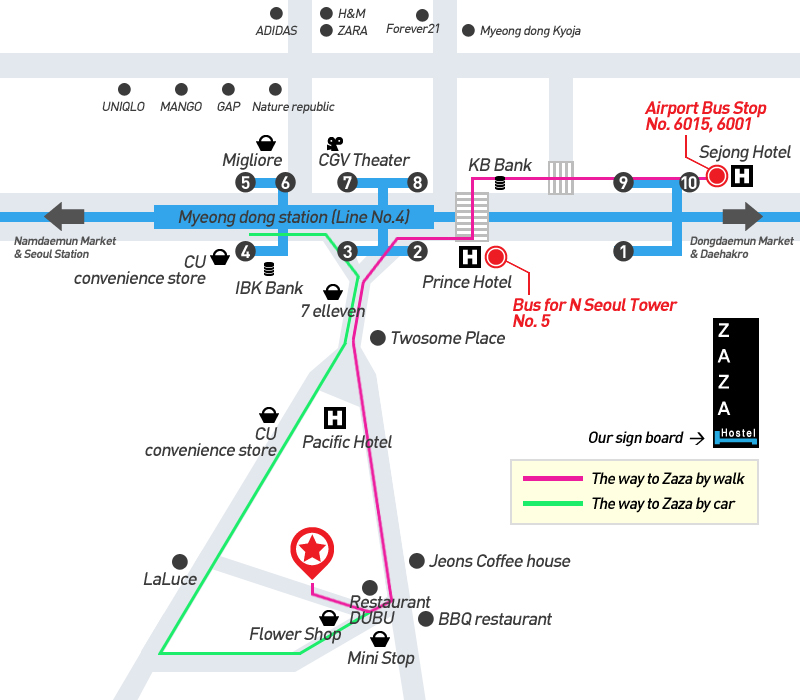 H&M
ADIDAS
ZARA
Forever21
Myeong dong Kyoja
UNIQLO
MANGO
GAP
Nature republic
Airport Bus Stop
No. 6015, 6001
Migliore
CGV Theater
KB Bank
Sejong Hotel
5
6
7
8
9
10
Myeong dong station (Line No.4)
Namdaemun Market
& Seoul Station
Dongdaemun Market
& Daehakro
4
3
2
1
CU
convenience store
IBK Bank
H
Prince Hotel
7 elleven
Bus for N Seoul Tower
No. 5
Twosome Place
Z
A
Z
A
Hostel
Our sign board →
CU
convenience store
H
Pacific Hotel
The way to Zaza by walk
The way to Zaza by car
LaLuce
Jeons Coffee house
Restaurant
DUBU
BBQ restaurant
Flower Shop
Mini Stop
H